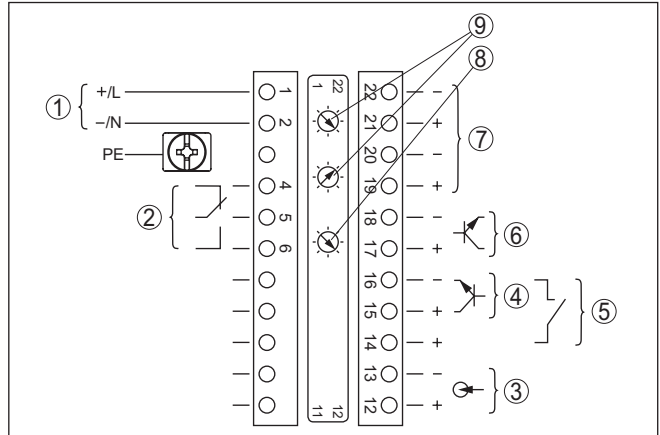 ⑨
⑧
1 22
+/L 1 22 −
① −/N 2 21 + ⑦
PE 20 −
4 19 +
② 5 18 − ⑥
6 17 +
16 − ④
15 + ⑤
14 +
13 − ③
11 12 12 +